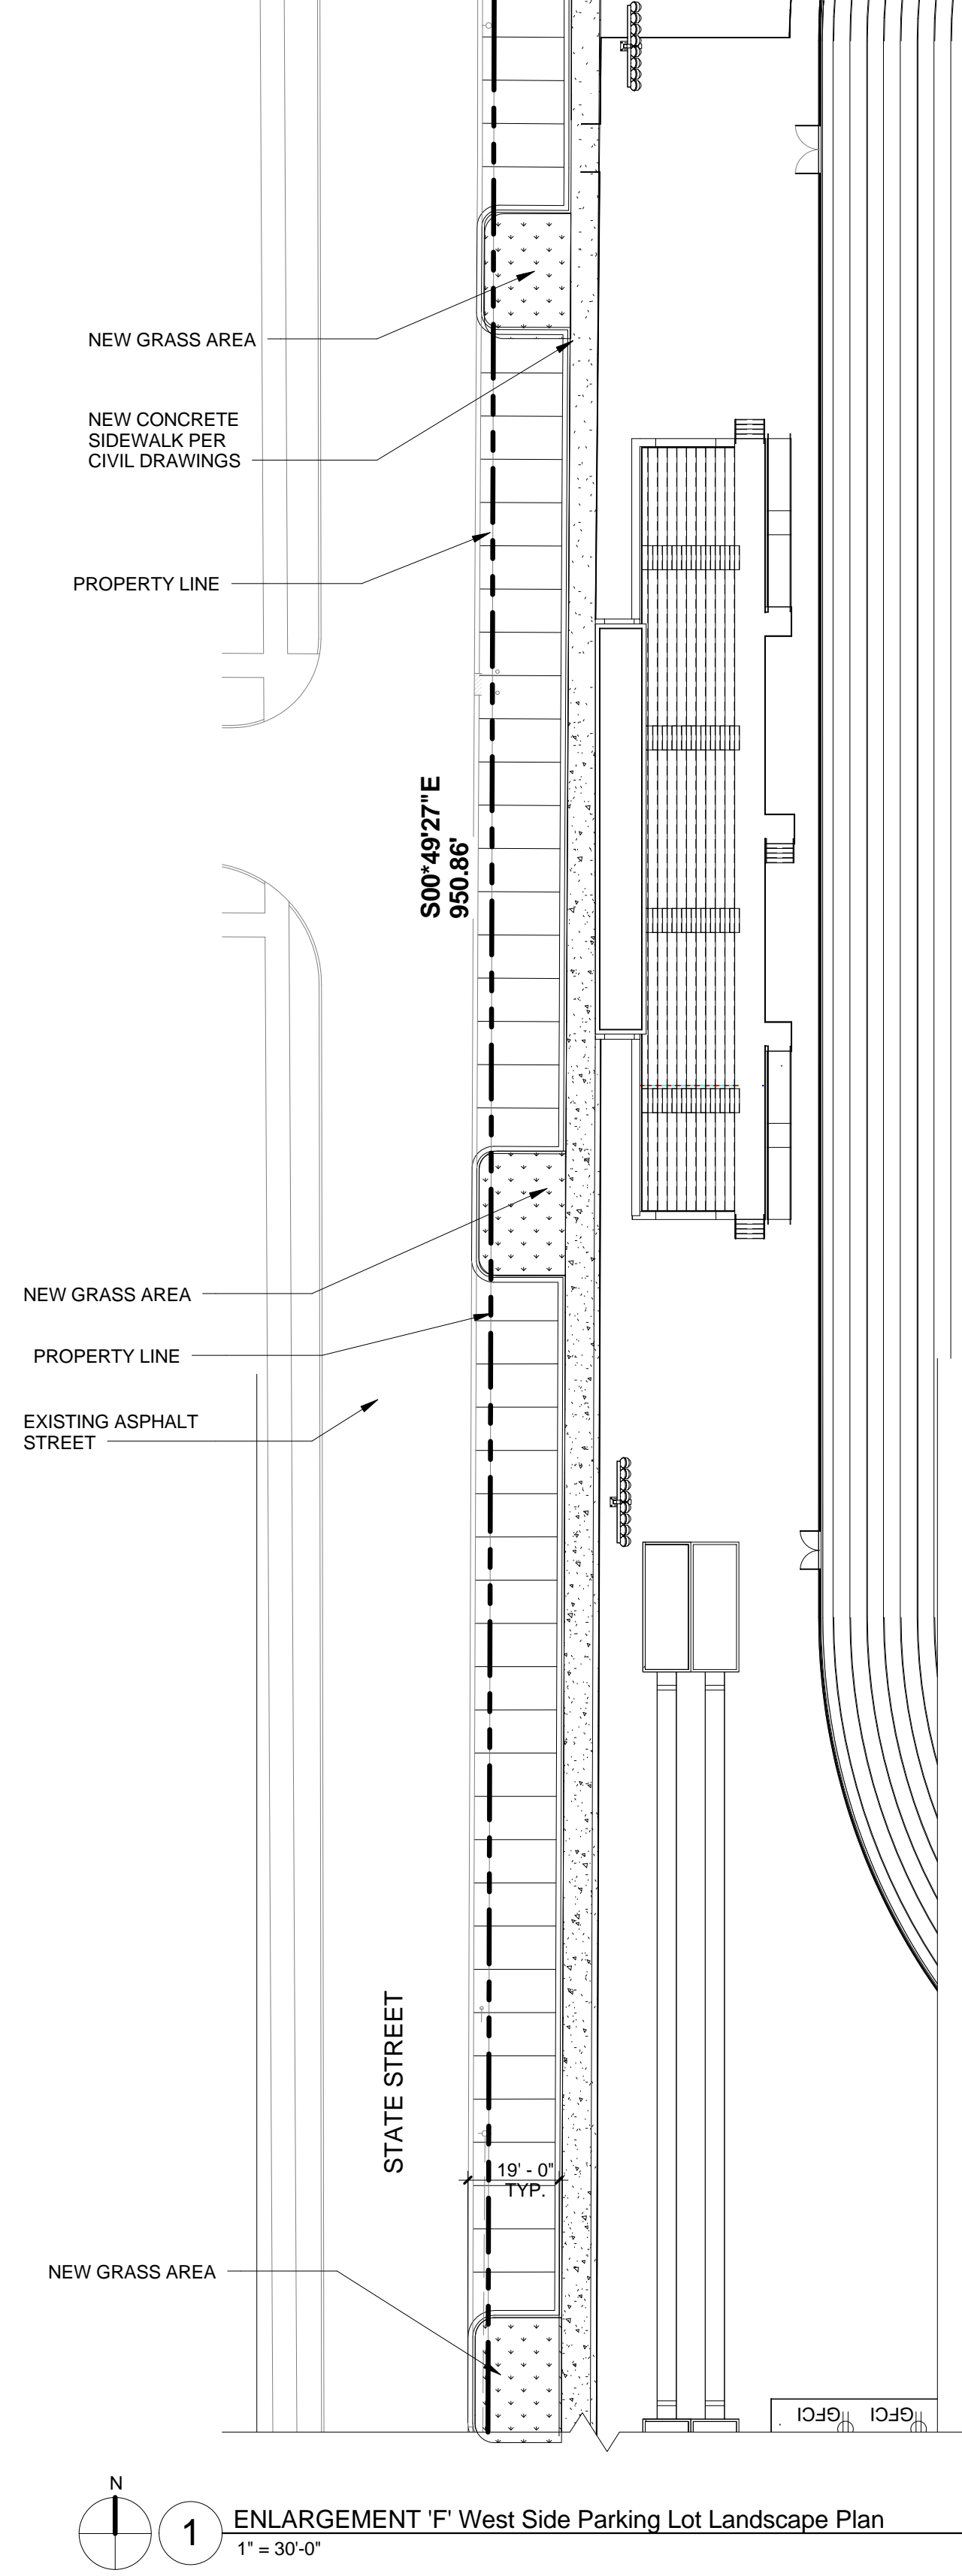 NEW GRASS AREA
NEW CONCRETE
SIDEWALK PER
CIVIL DRAWINGS
PROPERTY LINE
S00*49'27"E
950.86'
NEW GRASS AREA
PROPERTY LINE
EXISTING ASPHALT
STREET
STATE STREET
19' - 0"
TYP.
NEW GRASS AREA
GFCI GFCI
N
1 ENLARGEMENT 'F' West Side Parking Lot Landscape Plan
1" = 30'-0"